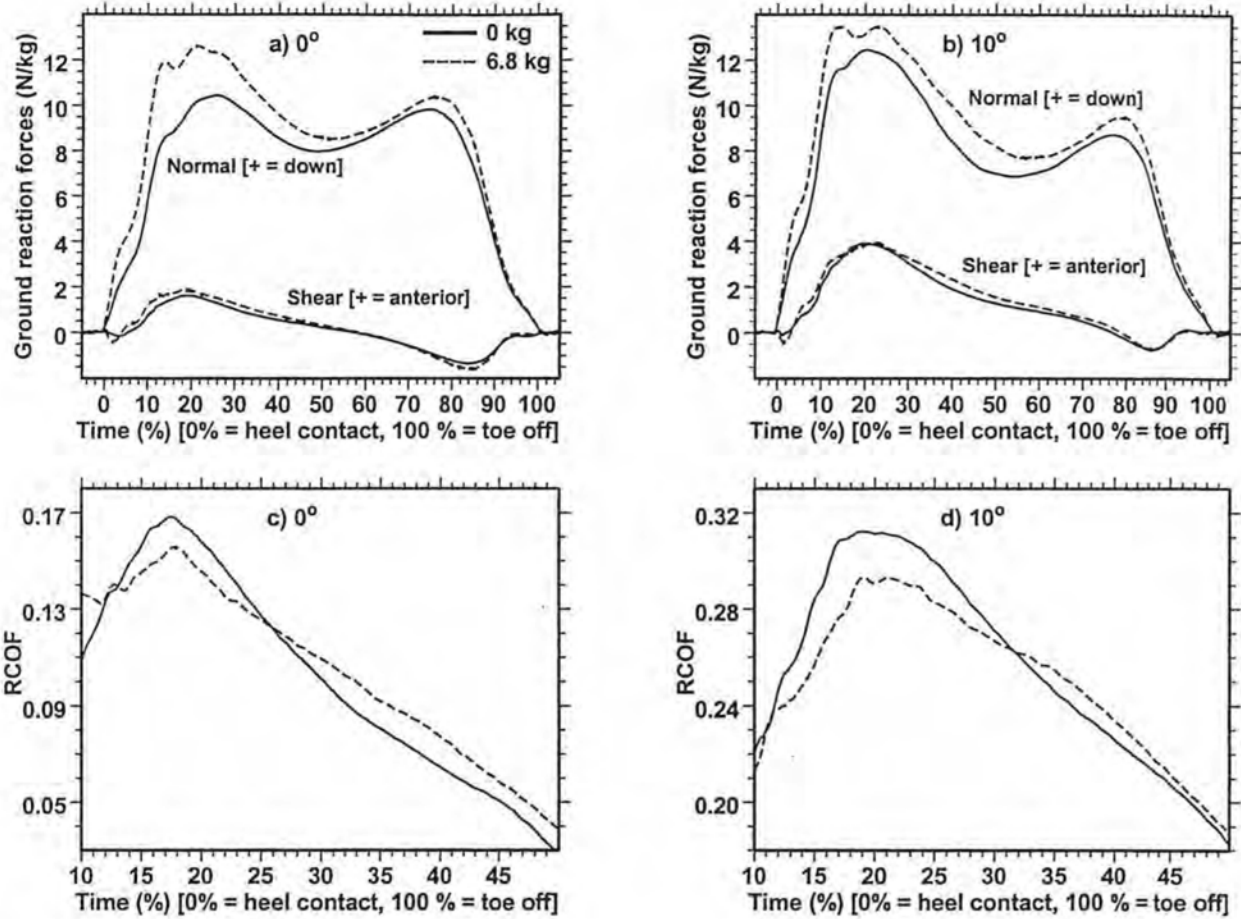 a) 0°
0 kg
6.8 kg
Normal [+ = down]
Shear [+ = anterior]
Ground reaction forces (N/kg)
12
10
8
6
4
2
0
0 10 20 30 40 50 60 70 80 90 100
Time (%) [0% = heel contact, 100 % = toe off]
b) 10°
Normal [+ = down]
Shear [+ = anterior]
Ground reaction forces (N/kg)
12
10
8
6
4
2
0
0 10 20 30 40 50 60 70 80 90 100
Time (%) [0% = heel contact, 100 % = toe off]
c) 0°
RCOF
0.17
0.13
0.09
0.05
10 15 20 25 30 35 40 45
Time (%) [0% = heel contact, 100 % = toe off]
d) 10°
RCOF
0.32
0.28
0.24
0.20
10 15 20 25 30 35 40 45
Time (%) [0% = heel contact, 100 % = toe off]